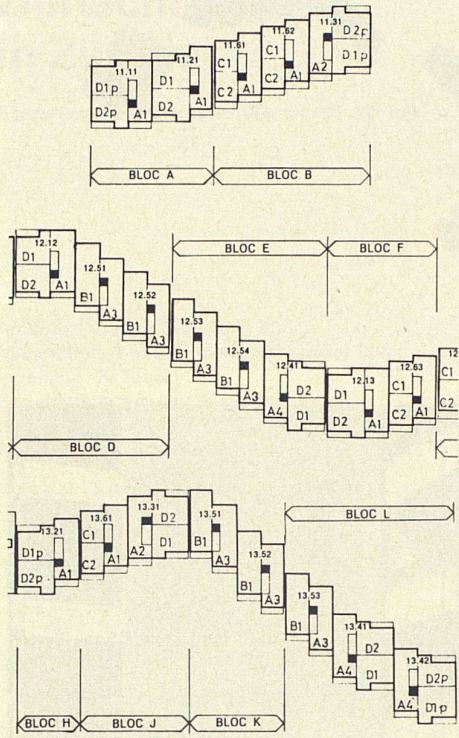 11.11 D1p D2p A1
11.21 D1 D2 A1
11.61 C1 C2 A1
11.62 C1 C2 A1
11.31 A2 D2p D1p
BLOC A BLOC B
12.12 D1 D2 A1
12.51 B1 A3
12.52 B1 A3
BLOC E BLOC F
12.53 B1 A3
12.54 B1 A3
12.41 A4 D2 D1
12.13 D1 D2 A1
12.63 C1 C2 A1
12 C1 C2
BLOC D
13.21 D1p D2p A1
13.61 C1 C2 A1
13.31 A2 D2 D1
13.51 B1 A3
13.52 B1 A3
BLOC L
13.53 B1 A3
13.41 A4 D2 D1
13.42 A4 D2p D1p
BLOC H BLOC J BLOC K